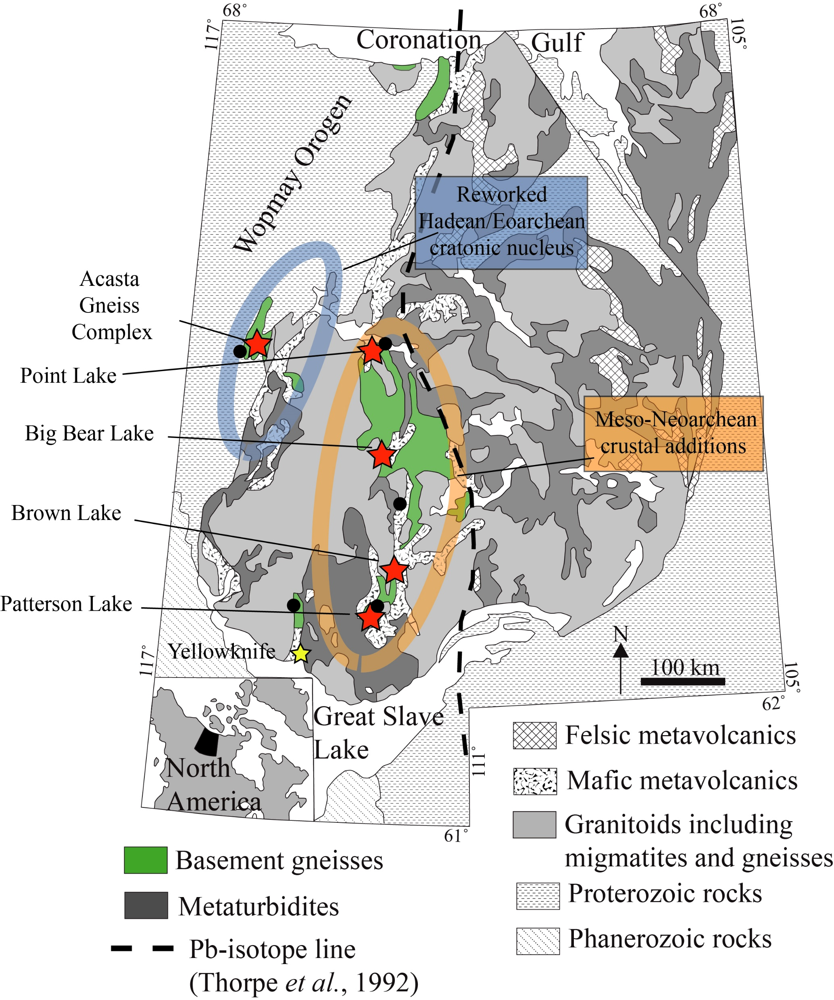 68°
68°
117°
105°
Coronation
Gulf
Wopmay Orogen
Reworked
Hadean/Eoarchean
cratonic nucleus
Acasta
Gneiss
Complex
Point Lake
Big Bear Lake
Meso-Neoarchean
crustal additions
Brown Lake
Patterson Lake
Yellowknife
N
100 km
117°
105°
62°
Great Slave
Lake
North
America
111°
61°
Felsic metavolcanics
Mafic metavolcanics
Granitoids including
migmatites and gneisses
Proterozoic rocks
Phanerozoic rocks
Basement gneisses
Metaturbidites
Pb-isotope line
(Thorpe et al., 1992)